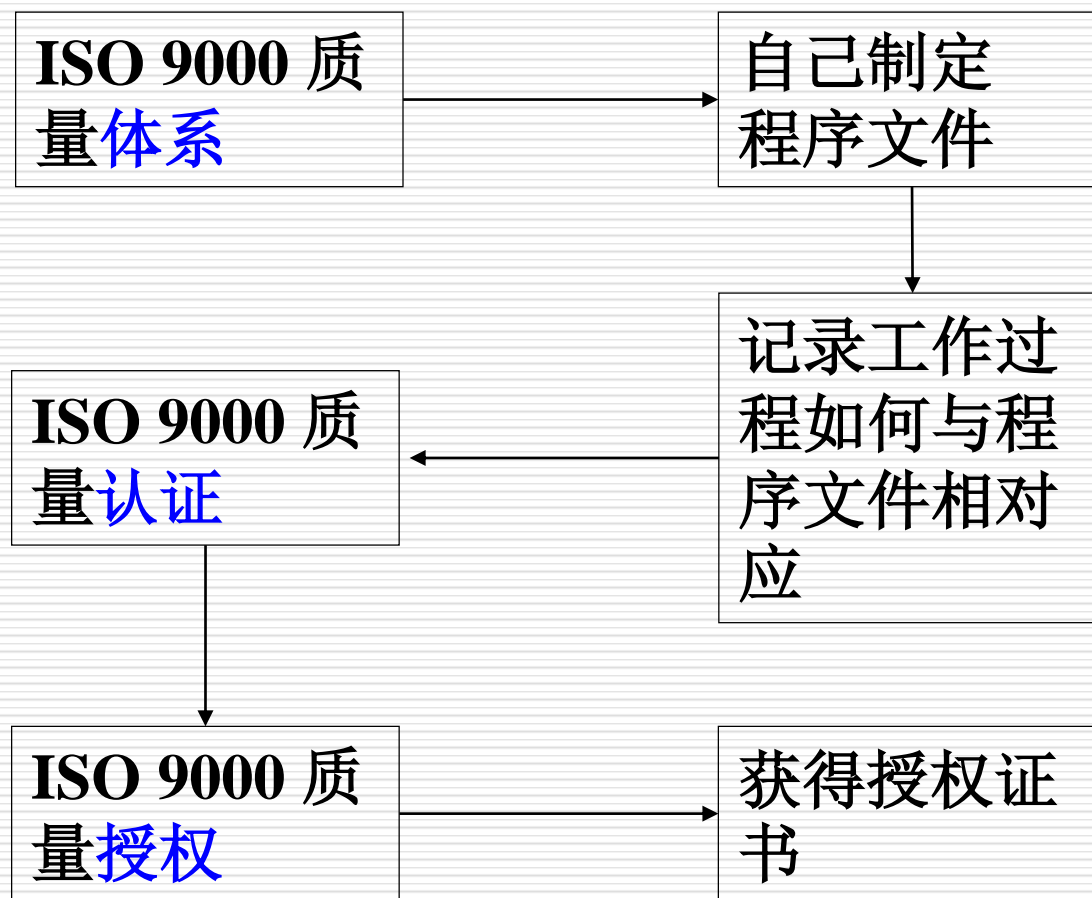 ISO 9000 质
量体系
自己制定
程序文件
记录工作过
程如何与程
序文件相对
应
ISO 9000 质
量认证
ISO 9000 质
量授权
获得授权证
书